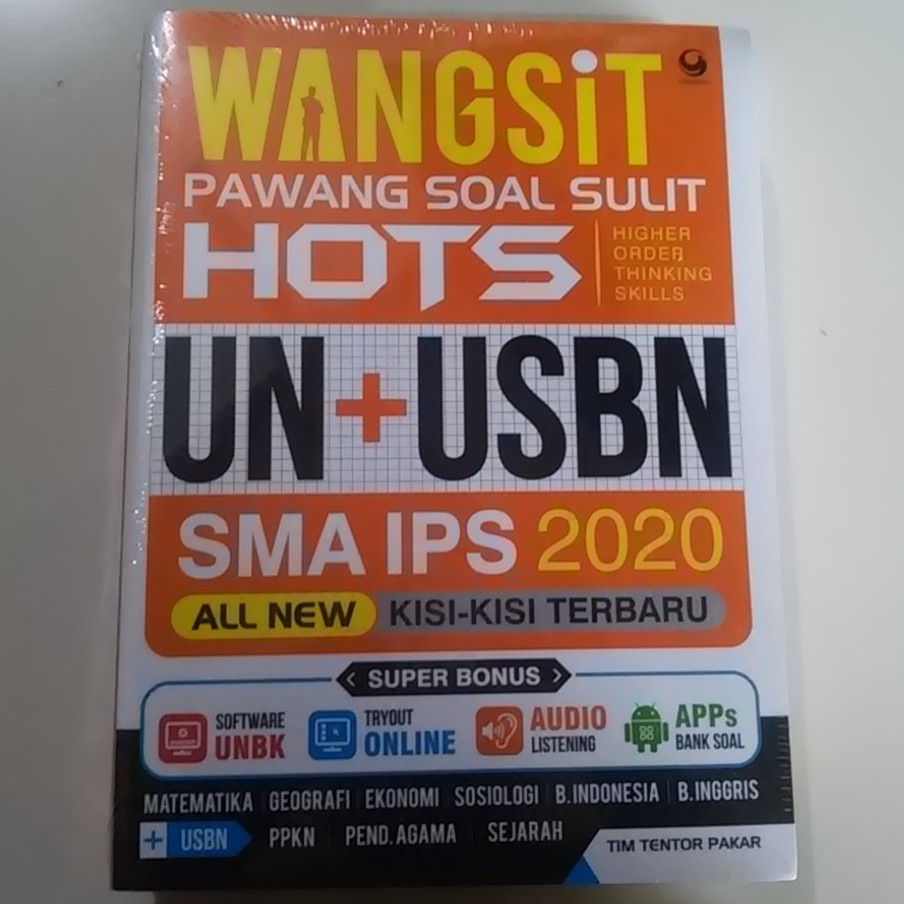 WANGSiT
PAWANG SOAL SULIT
HOTS
HIGHER
ORDER
THINKING
SKILLS
UN + USBN
SMA IPS 2020
ALL NEW KISI-KISI TERBARU
SUPER BONUS
SOFTWARE
UNBK
TRYOUT
ONLINE
AUDIO
LISTENING
APPs
BANK SOAL
MATEMATIKA GEOGRAFI EKONOMI SOSIOLOGI B.INDONESIA B.INGGRIS
+ USBN PPKN PEND.AGAMA SEJARAH
TIM TENTOR PAKAR